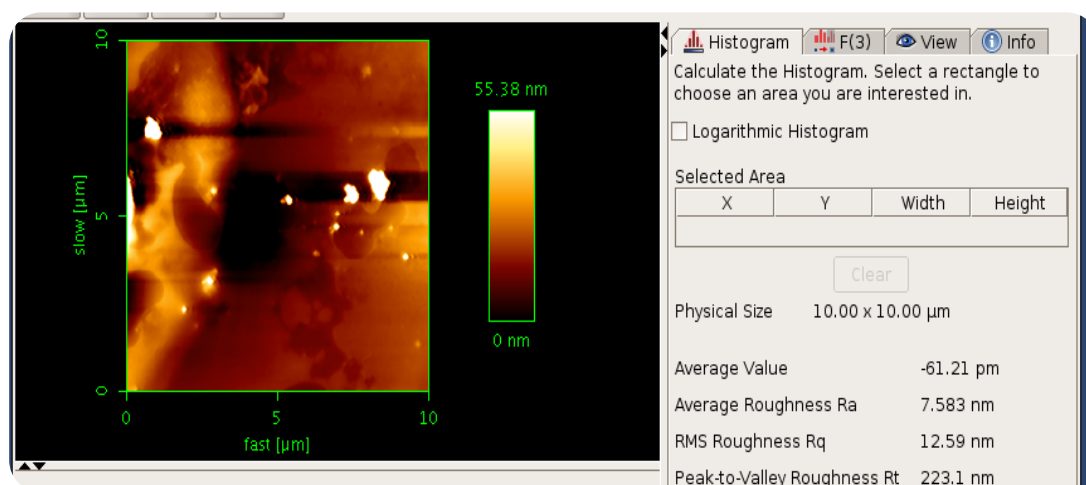 10
5
0
slow [µm]
0 5 10
fast [µm]
55.38 nm
0 nm
Histogram F(3) View Info
Calculate the Histogram. Select a rectangle to
choose an area you are interested in.
Logarithmic Histogram
Selected Area
X Y Width Height
Clear
Physical Size 10.00 x 10.00 µm
Average Value -61.21 pm
Average Roughness Ra 7.583 nm
RMS Roughness Rq 12.59 nm
Peak-to-Valley Roughness Rt 223.1 nm